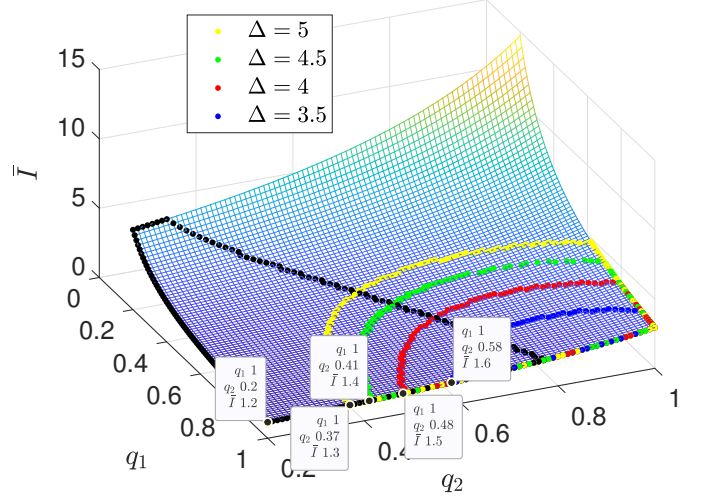 Δ = 5
Δ = 4.5
Δ = 4
Δ = 3.5
15
10
5
0
Ī
0
0.2
0.4
0.6
0.8
1
q₁
0.2
0.4
0.6
0.8
1
q₂
q₁ 1
q₂ 0.2
Ī 1.2
q₁ 1
q₂ 0.41
Ī 1.4
q₁ 1
q₂ 0.58
Ī 1.6
q₁ 1
q₂ 0.37
Ī 1.3
q₁ 1
q₂ 0.48
Ī 1.5